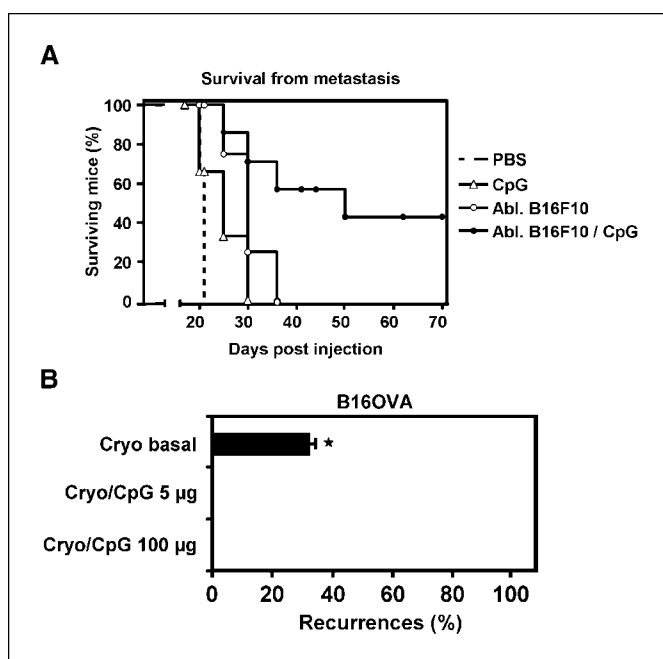 A
Survival from metastasis
Surviving mice (%)
100
80
60
40
20
0
20
30
40
50
60
70
Days post injection
PBS
CpG
Abl. B16F10
Abl. B16F10 / CpG
B
B16OVA
Cryo basal
Cryo/CpG 5 µg
Cryo/CpG 100 µg
★
0
20
40
60
80
100
Recurrences (%)